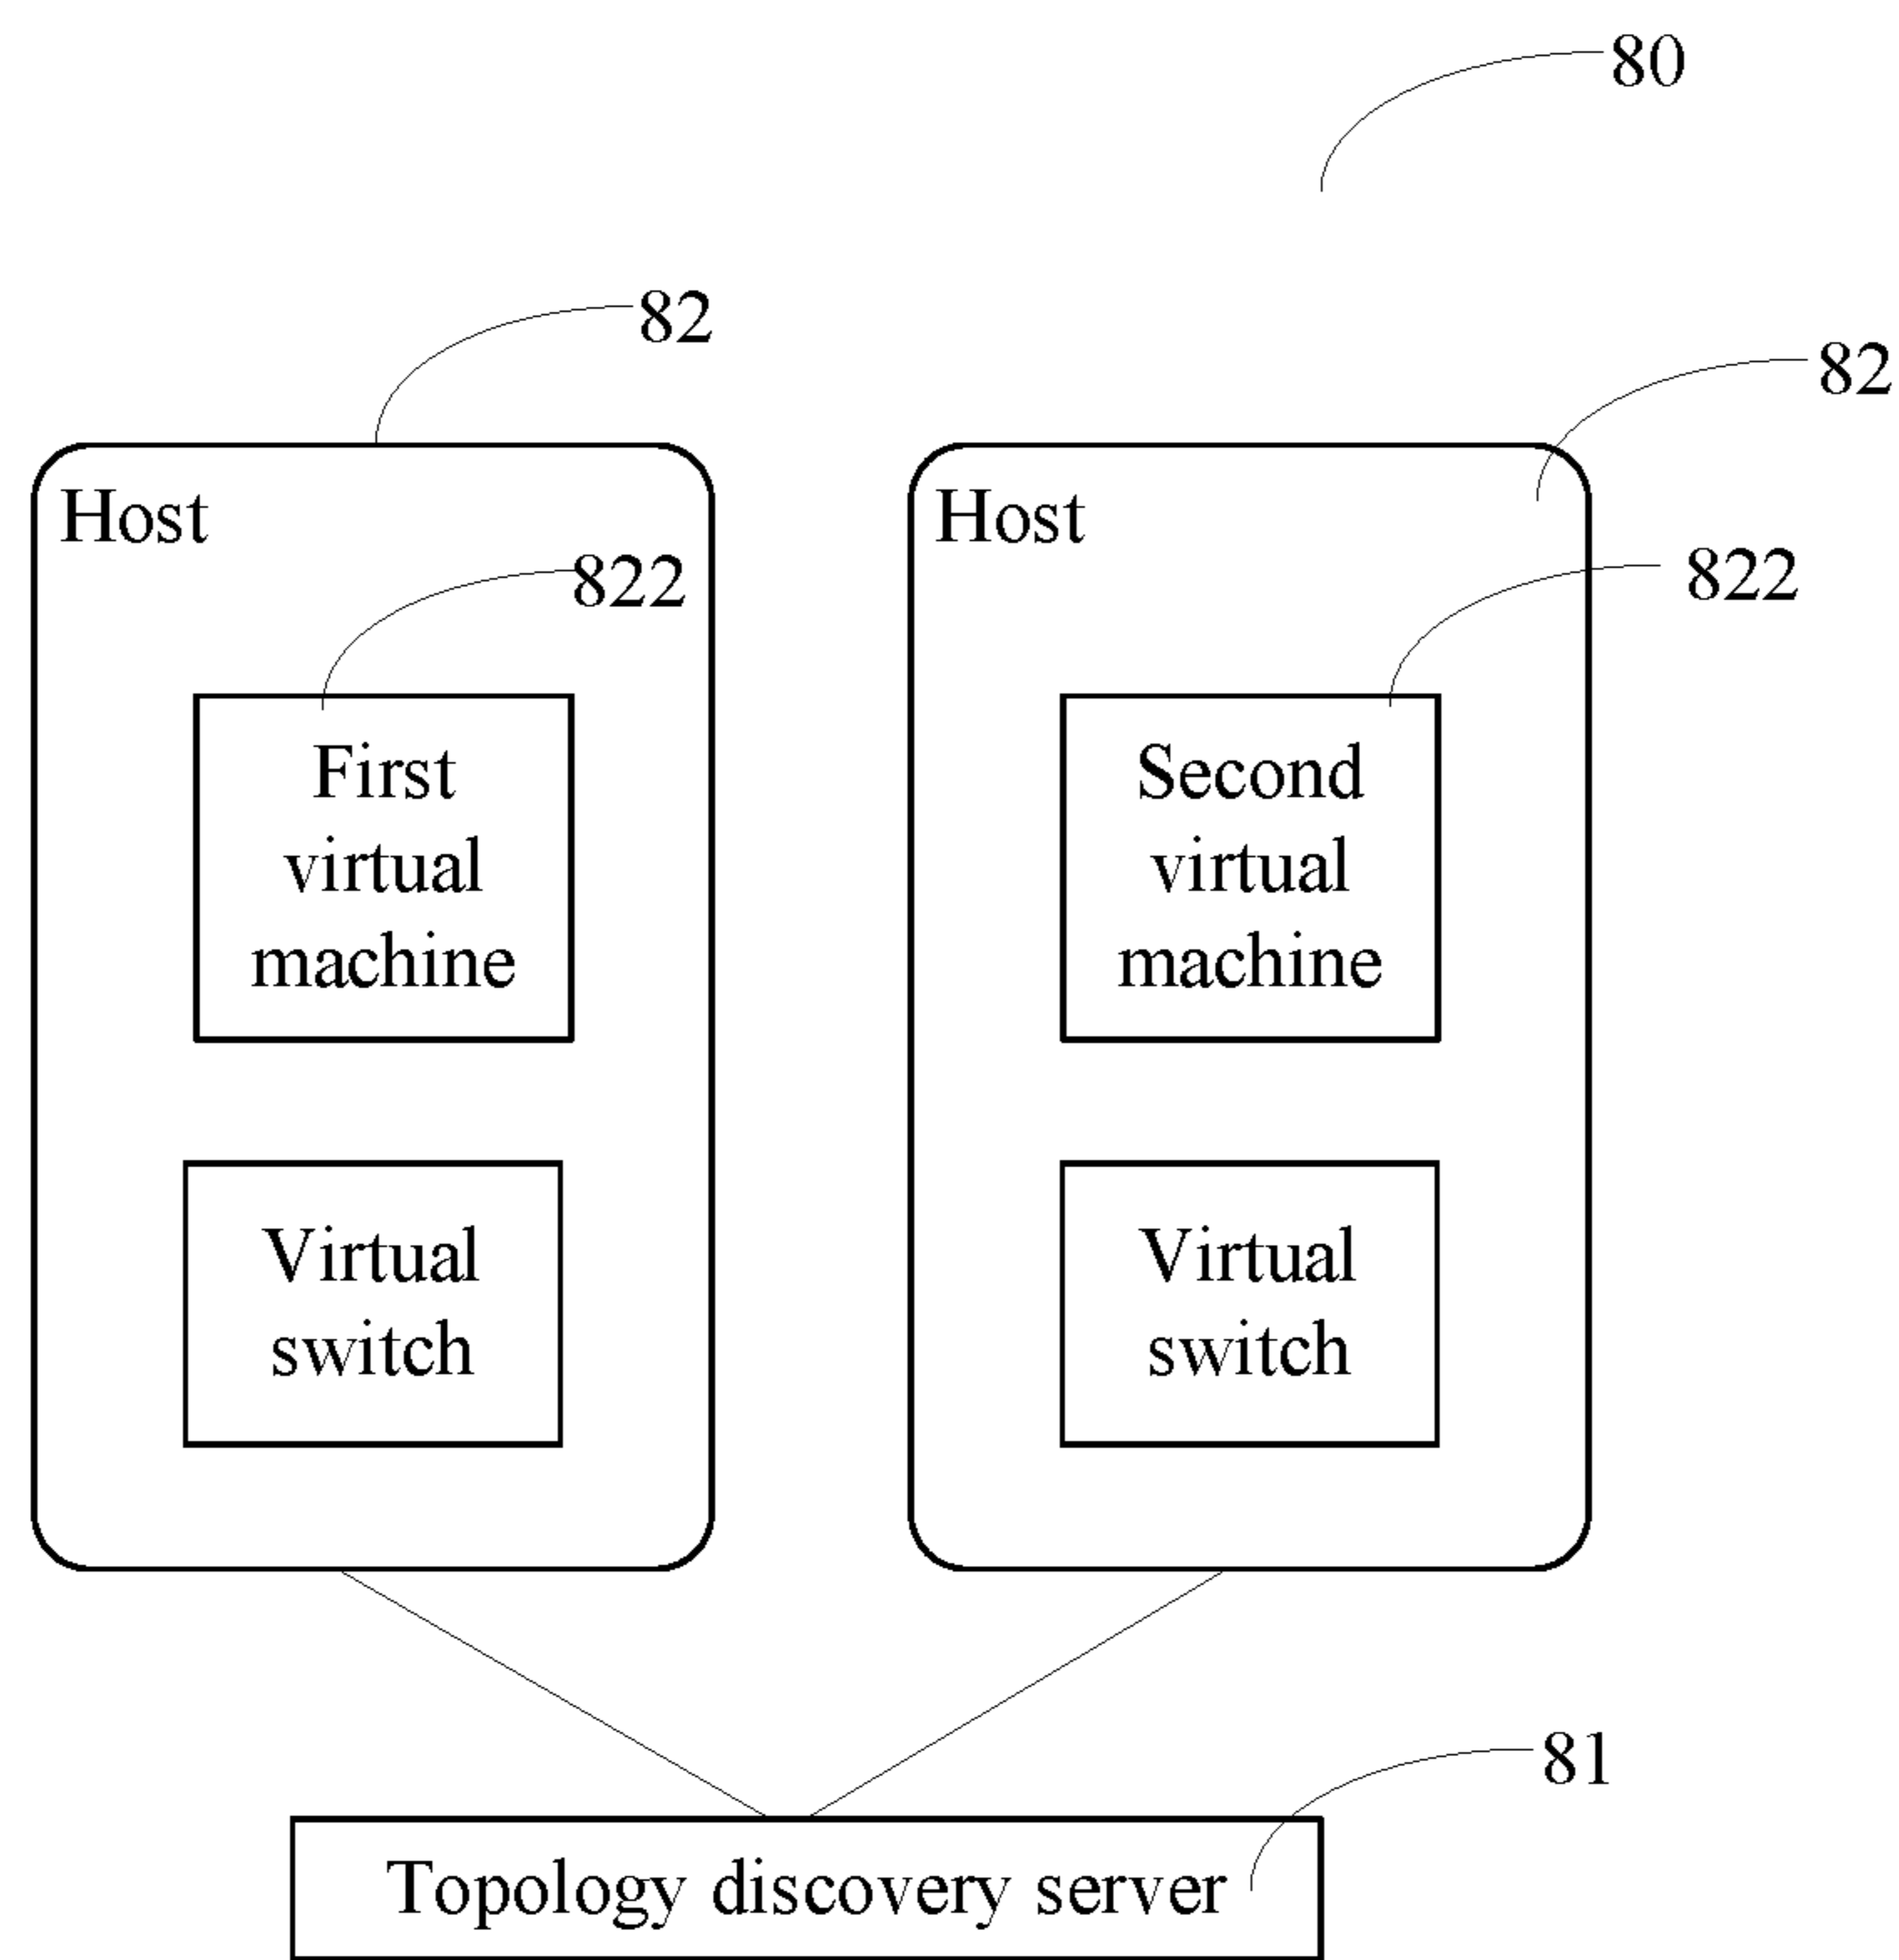 80
82
82
Host
Host
822
822
First
virtual
machine
Second
virtual
machine
Virtual
switch
Virtual
switch
81
Topology discovery server